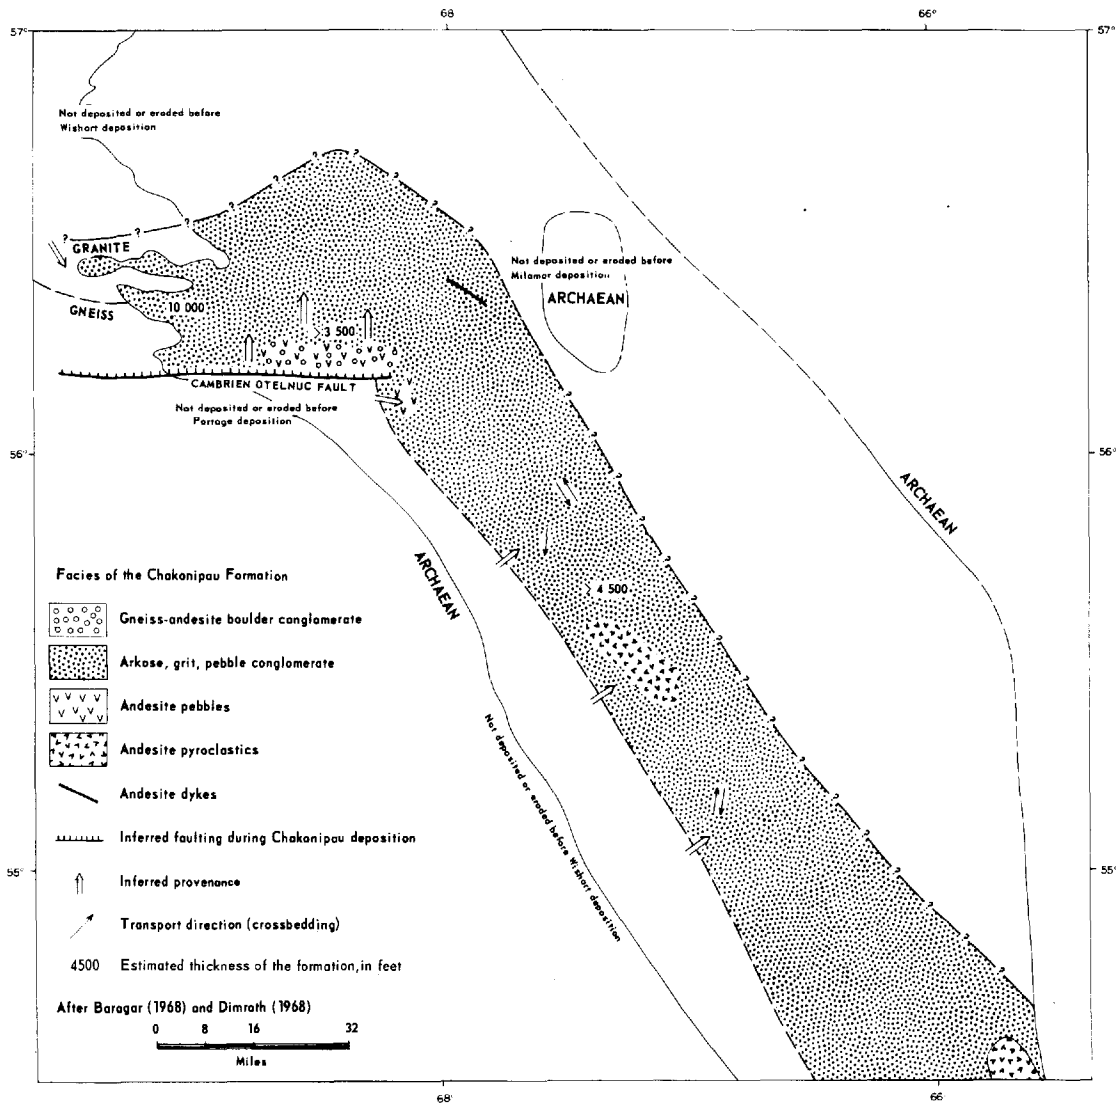 68
66°
57°
57°
Not deposited or eroded before
Wishart deposition
GRANITE
GNEISS
10 000
> 3 500
Not deposited or eroded before
Milamar deposition
ARCHAEAN
CAMBRIEN OTELNUC FAULT
Not deposited or eroded before
Portage deposition
56°
56°
ARCHAEAN
ARCHAEAN
> 4 500
Not deposited or eroded before Wishart deposition
Facies of the Chakonipau Formation
Gneiss-andesite boulder conglomerate
Arkose, grit, pebble conglomerate
Andesite pebbles
Andesite pyroclastics
Andesite dykes
Inferred faulting during Chakonipau deposition
55°
55°
Inferred provenance
Transport direction (crossbedding)
4500 Estimated thickness of the formation, in feet
After Baragar (1968) and Dimroth (1968)
0 8 16 32
Miles
68°
66